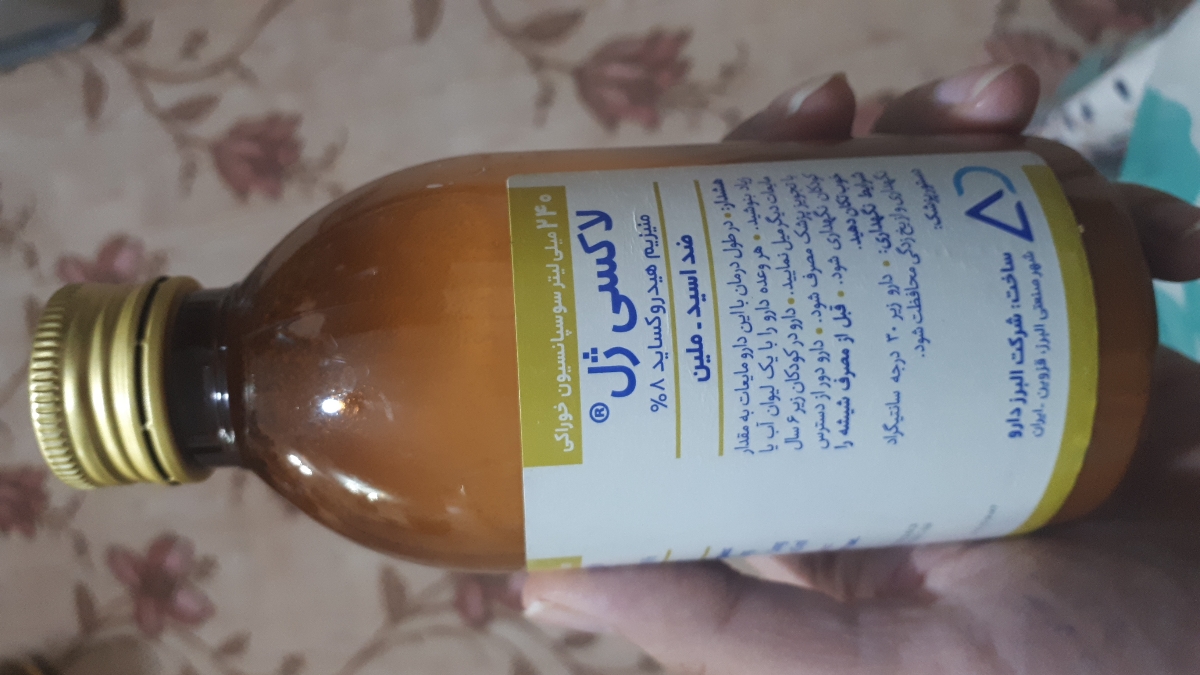 ۲۴۰ میلی لیتر سوسپانسیون خوراکی
لاکسی ژل®
منیزیم هیدروکساید ۸%
ضد اسید . ملین
هشدار: • در طول درمان با این دارو مایعات به مقدار
زیاد بنوشید. • هر وعده دارو را با یک لیوان آب یا
مایعات دیگر میل نمایید. • دارو در کودکان زیر ۶ سال
با تجویز پزشک مصرف شود. • دارو دور از دسترس
کودکان نگهداری شود. • قبل از مصرف شیشه را
خوب تکان دهید.
شرایط نگهداری: • دارو زیر ۳۰ درجه سانتیگراد
نگهداری و از یخ زدگی محافظت شود.
دستور پزشک:
ساخت: شرکت البرز دارو
شهر صنعتی البرز قزوین - ایران